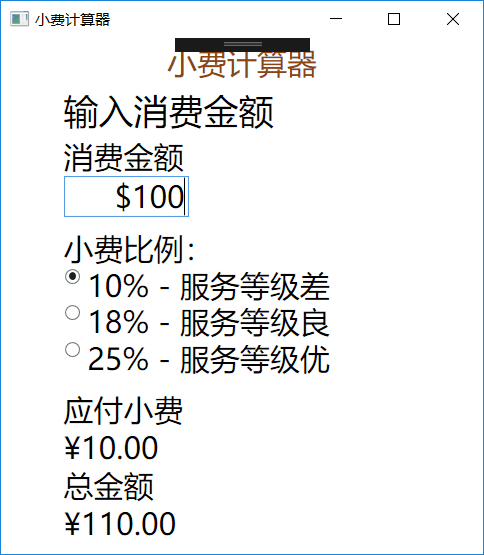 小费计算器
小费计算器
输入消费金额
消费金额
$100
小费比例：
10% - 服务等级差
18% - 服务等级良
25% - 服务等级优
应付小费
¥10.00
总金额
¥110.00